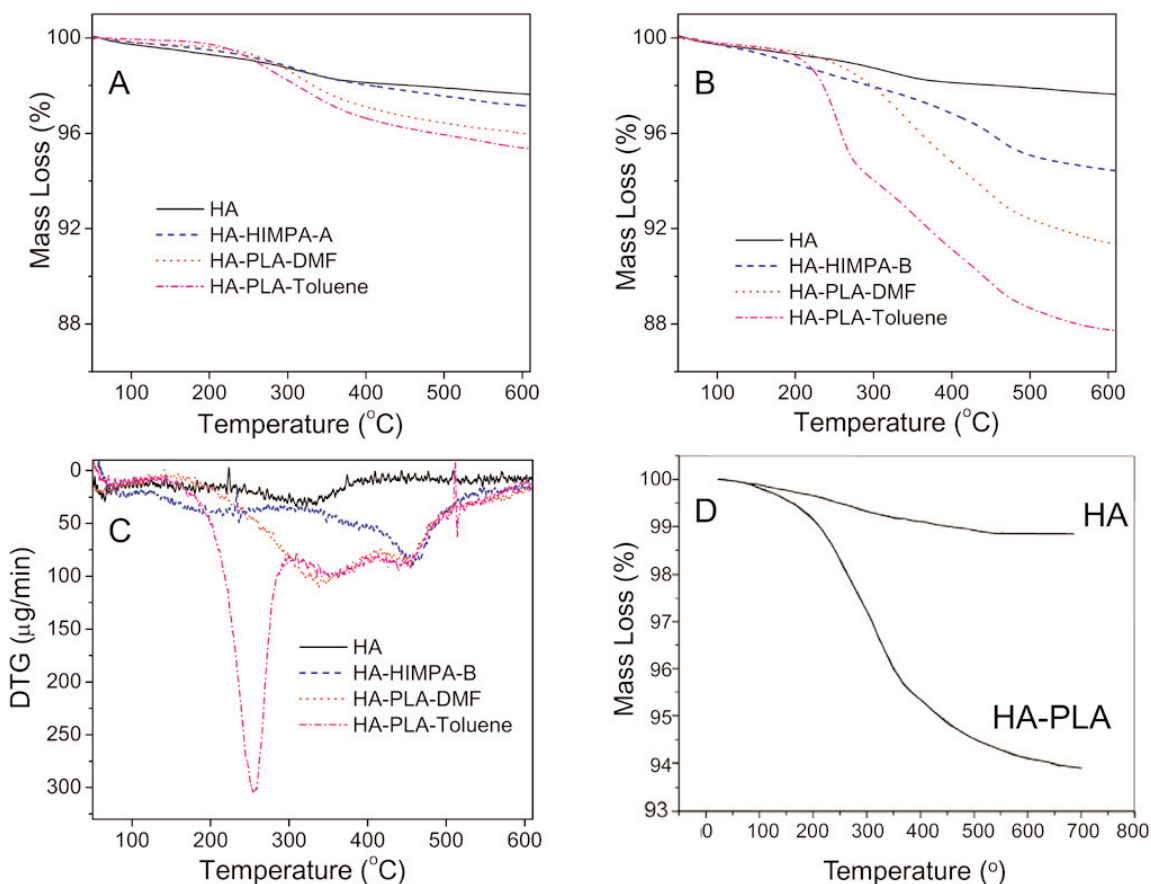 100
96
92
88
Mass Loss (%)
A
HA
HA-HIMPA-A
HA-PLA-DMF
HA-PLA-Toluene
100 200 300 400 500 600
Temperature (°C)
100
96
92
88
Mass Loss (%)
B
HA
HA-HIMPA-B
HA-PLA-DMF
HA-PLA-Toluene
100 200 300 400 500 600
Temperature (°C)
0
50
100
150
200
250
300
DTG (µg/min)
C
HA
HA-HIMPA-B
HA-PLA-DMF
HA-PLA-Toluene
100 200 300 400 500 600
Temperature (°C)
100
99
98
97
96
95
94
93
Mass Loss (%)
D
HA
HA-PLA
0 100 200 300 400 500 600 700 800
Temperature (º)